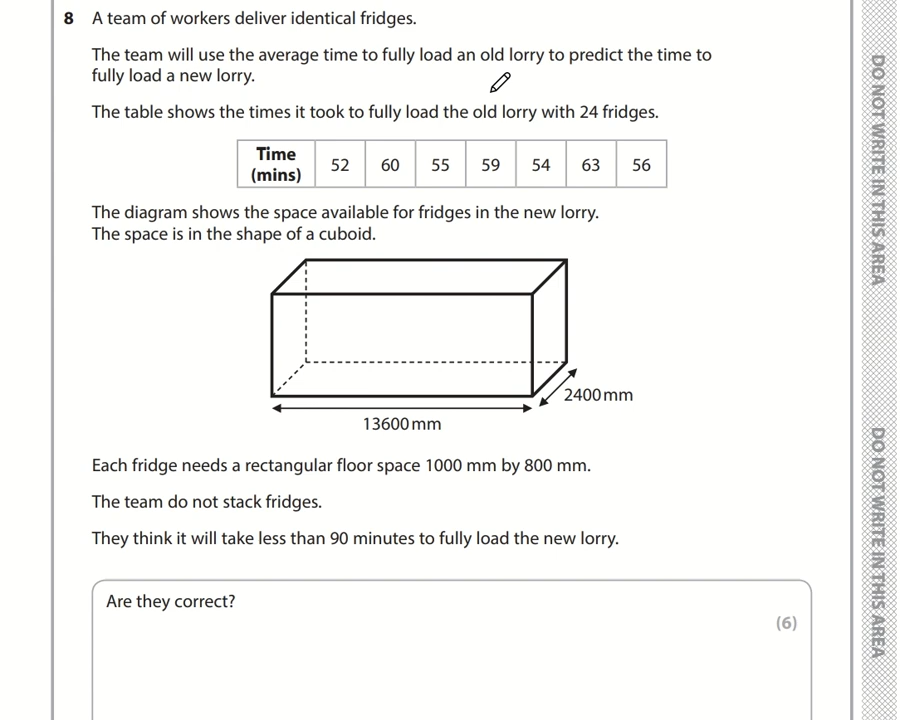 8 A team of workers deliver identical fridges.
The team will use the average time to fully load an old lorry to predict the time to
fully load a new lorry.
The table shows the times it took to fully load the old lorry with 24 fridges.
Time (mins) 52 60 55 59 54 63 56
The diagram shows the space available for fridges in the new lorry.
The space is in the shape of a cuboid.
2400 mm
13600 mm
Each fridge needs a rectangular floor space 1000 mm by 800 mm.
The team do not stack fridges.
They think it will take less than 90 minutes to fully load the new lorry.
Are they correct?
(6)
DO NOT WRITE IN THIS AREA
DO NOT WRITE IN THIS AREA